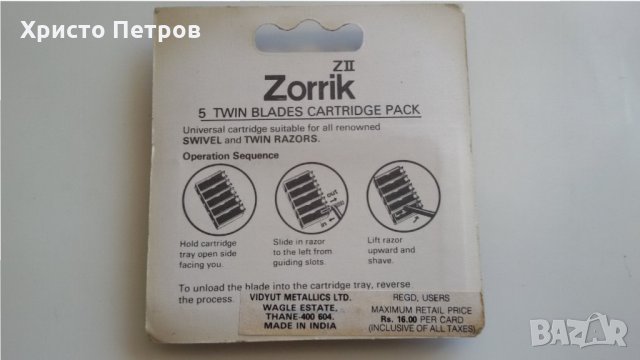 Христо Петров
ZII
Zorrik
5 TWIN BLADES CARTRIDGE PACK
Universal cartridge suitable for all renowned
SWIVEL and TWIN RAZORS.
Operation Sequence
out
in
Hold cartridge
tray open side
facing you.
Slide in razor
to the left from
guiding slots.
Lift razor
upward and
shave.
To unload the blade into the cartridge tray, reverse
the process.
VIDYUT METALLICS LTD.
WAGLE ESTATE.
THANE-400 604.
MADE IN INDIA
REGD, USERS
MAXIMUM RETAIL PRICE
Rs. 16.00 PER CARD
(INCLUSIVE OF ALL TAXES)
bazar